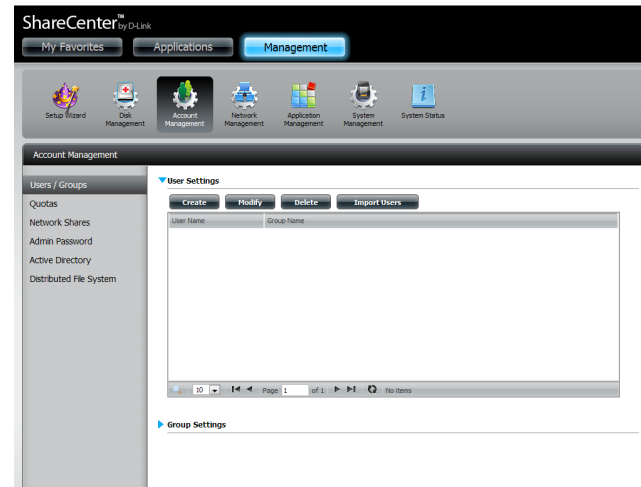 ShareCenter™ by D-Link
My Favorites Applications Management
Setup Wizard Disk Management Account Management Network Management Application Management System Management System Status
Account Management
Users / Groups
Quotas
Network Shares
Admin Password
Active Directory
Distributed File System
User Settings
Create Modify Delete Import Users
User Name Group Name
10 Page 1 of 1 No items
Group Settings